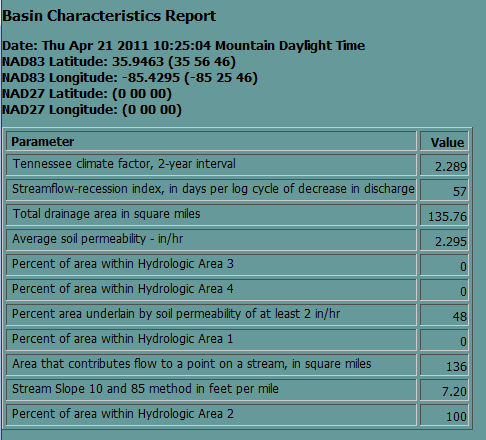 Basin Characteristics Report
Date: Thu Apr 21 2011 10:25:04 Mountain Daylight Time
NAD83 Latitude: 35.9463 (35 56 46)
NAD83 Longitude: -85.4295 (-85 25 46)
NAD27 Latitude: (0 00 00)
NAD27 Longitude: (0 00 00)
Parameter Value
Tennessee climate factor, 2-year interval 2.289
Streamflow-recession index, in days per log cycle of decrease in discharge 57
Total drainage area in square miles 135.76
Average soil permeability - in/hr 2.295
Percent of area within Hydrologic Area 3 0
Percent of area within Hydrologic Area 4 0
Percent area underlain by soil permeability of at least 2 in/hr 48
Percent of area within Hydrologic Area 1 0
Area that contributes flow to a point on a stream, in square miles 136
Stream Slope 10 and 85 method in feet per mile 7.20
Percent of area within Hydrologic Area 2 100